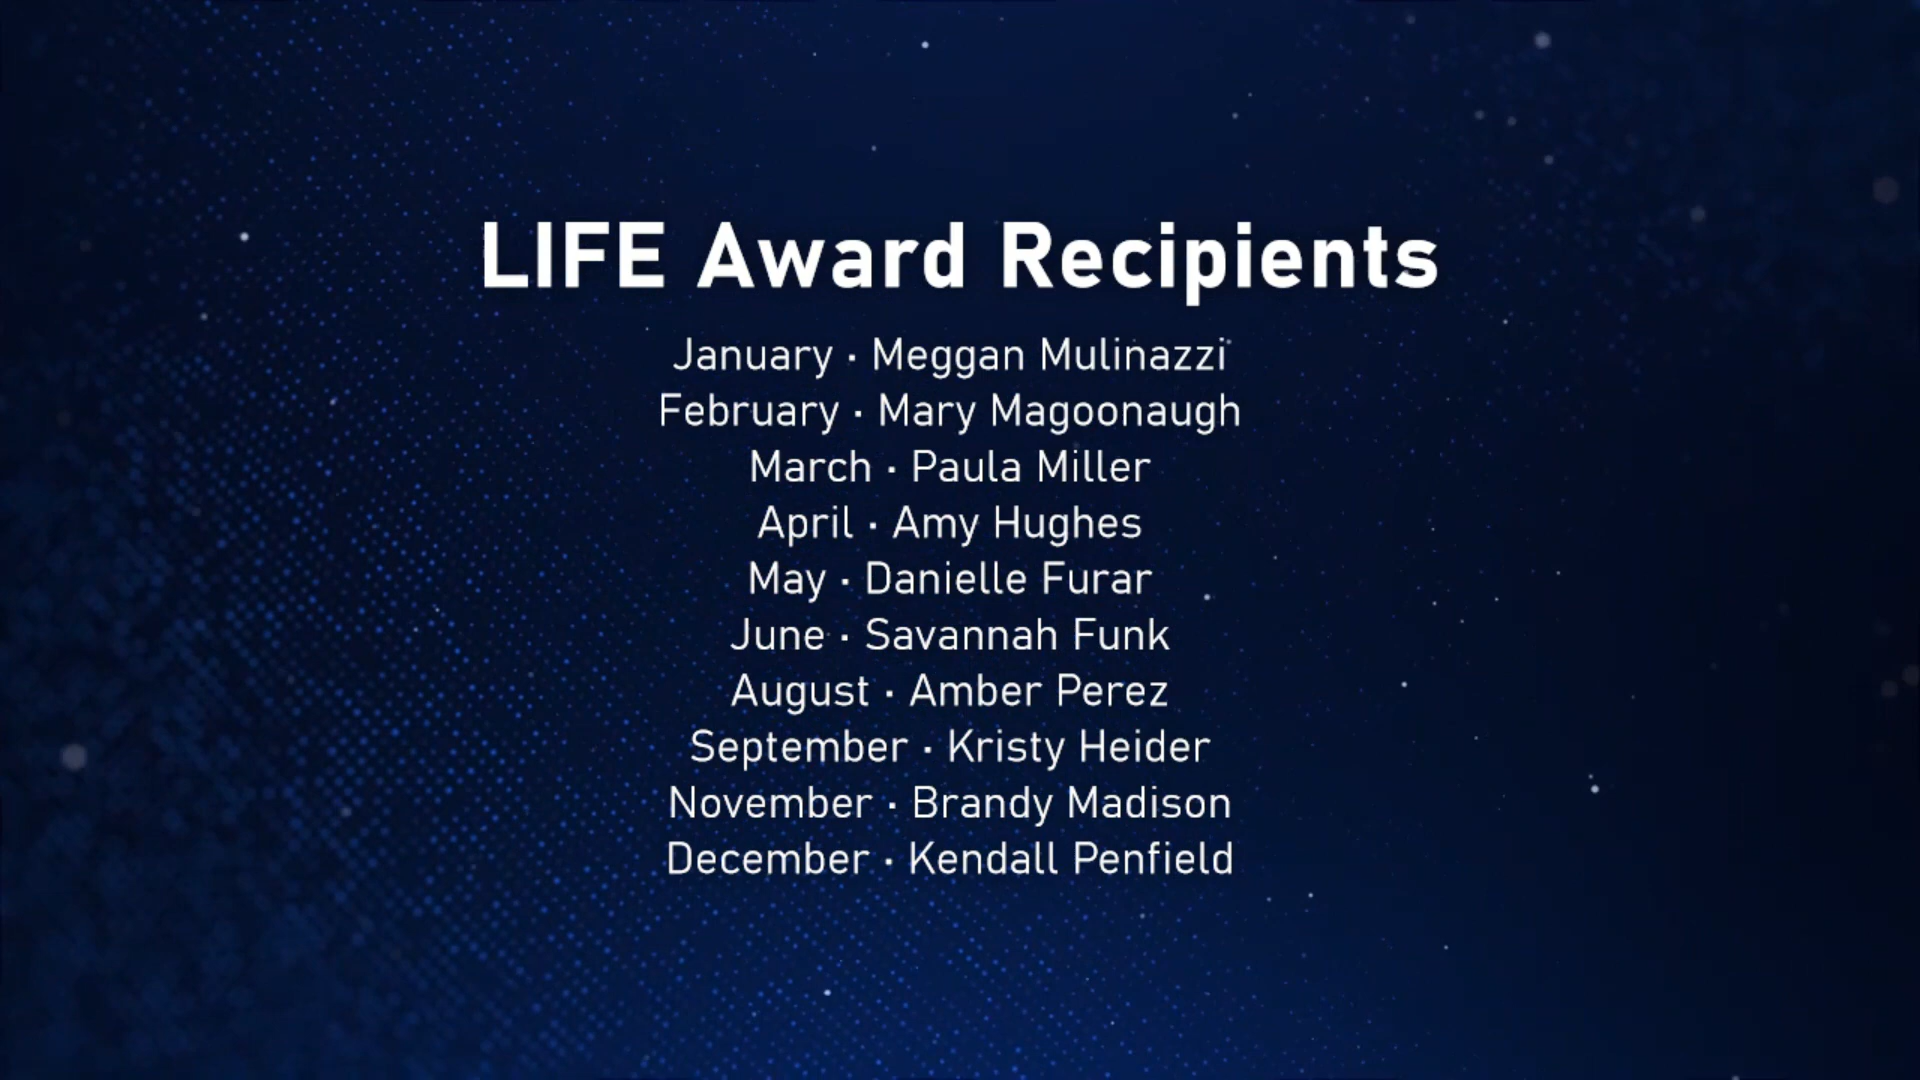 LIFE Award Recipients
January · Meggan Mulinazzi
February · Mary Magoonaugh
March · Paula Miller
April · Amy Hughes
May · Danielle Furar
June · Savannah Funk
August · Amber Perez
September · Kristy Heider
November · Brandy Madison
December · Kendall Penfield